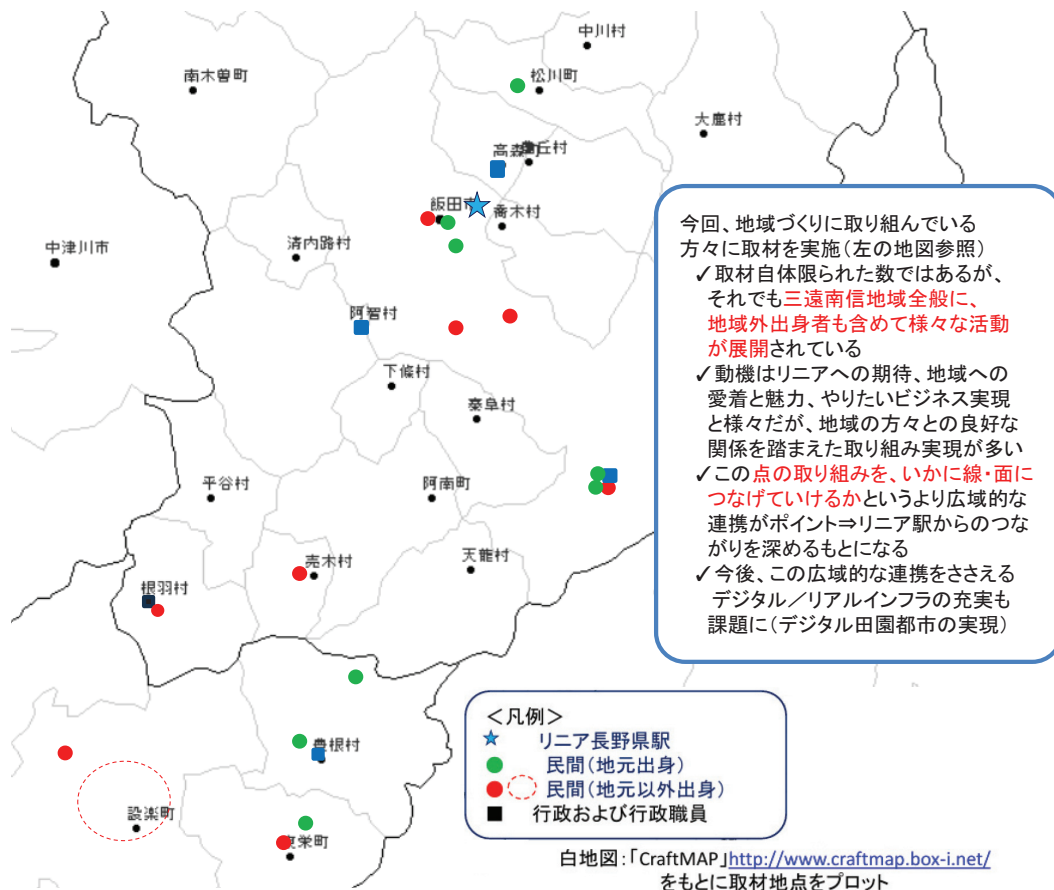 中川村
南木曽町
松川町
大鹿村
高森町
豊丘村
飯田市
喬木村
中津川市
清内路村
阿智村
下條村
泰阜村
平谷村
阿南町
売木村
天龍村
根羽村
豊根村
設楽町
東栄町
今回、地域づくりに取り組んでいる
方々に取材を実施(左の地図参照)
✓取材自体限られた数ではあるが、
それでも三遠南信地域全般に、
地域外出身者も含めて様々な活動
が展開されている
✓動機はリニアへの期待、地域への
愛着と魅力、やりたいビジネス実現
と様々だが、地域の方々との良好な
関係を踏まえた取り組み実現が多い
✓この点の取り組みを、いかに線・面に
つなげていけるかというより広域的な
連携がポイント⇒リニア駅からのつな
がりを深めるもとになる
✓今後、この広域的な連携をささえる
デジタル/リアルインフラの充実も
課題に(デジタル田園都市の実現)
<凡例>
リニア長野県駅
民間(地元出身)
民間(地元以外出身)
行政および行政職員
白地図:「CraftMAP」http://www.craftmap.box-i.net/
をもとに取材地点をプロット